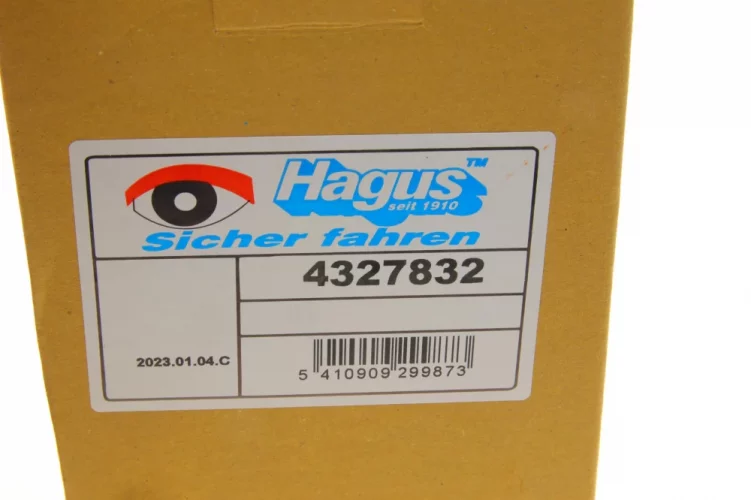 Hagus™
seit 1910
Sicher fahren
4327832
2023.01.04.C
5 410909 299873